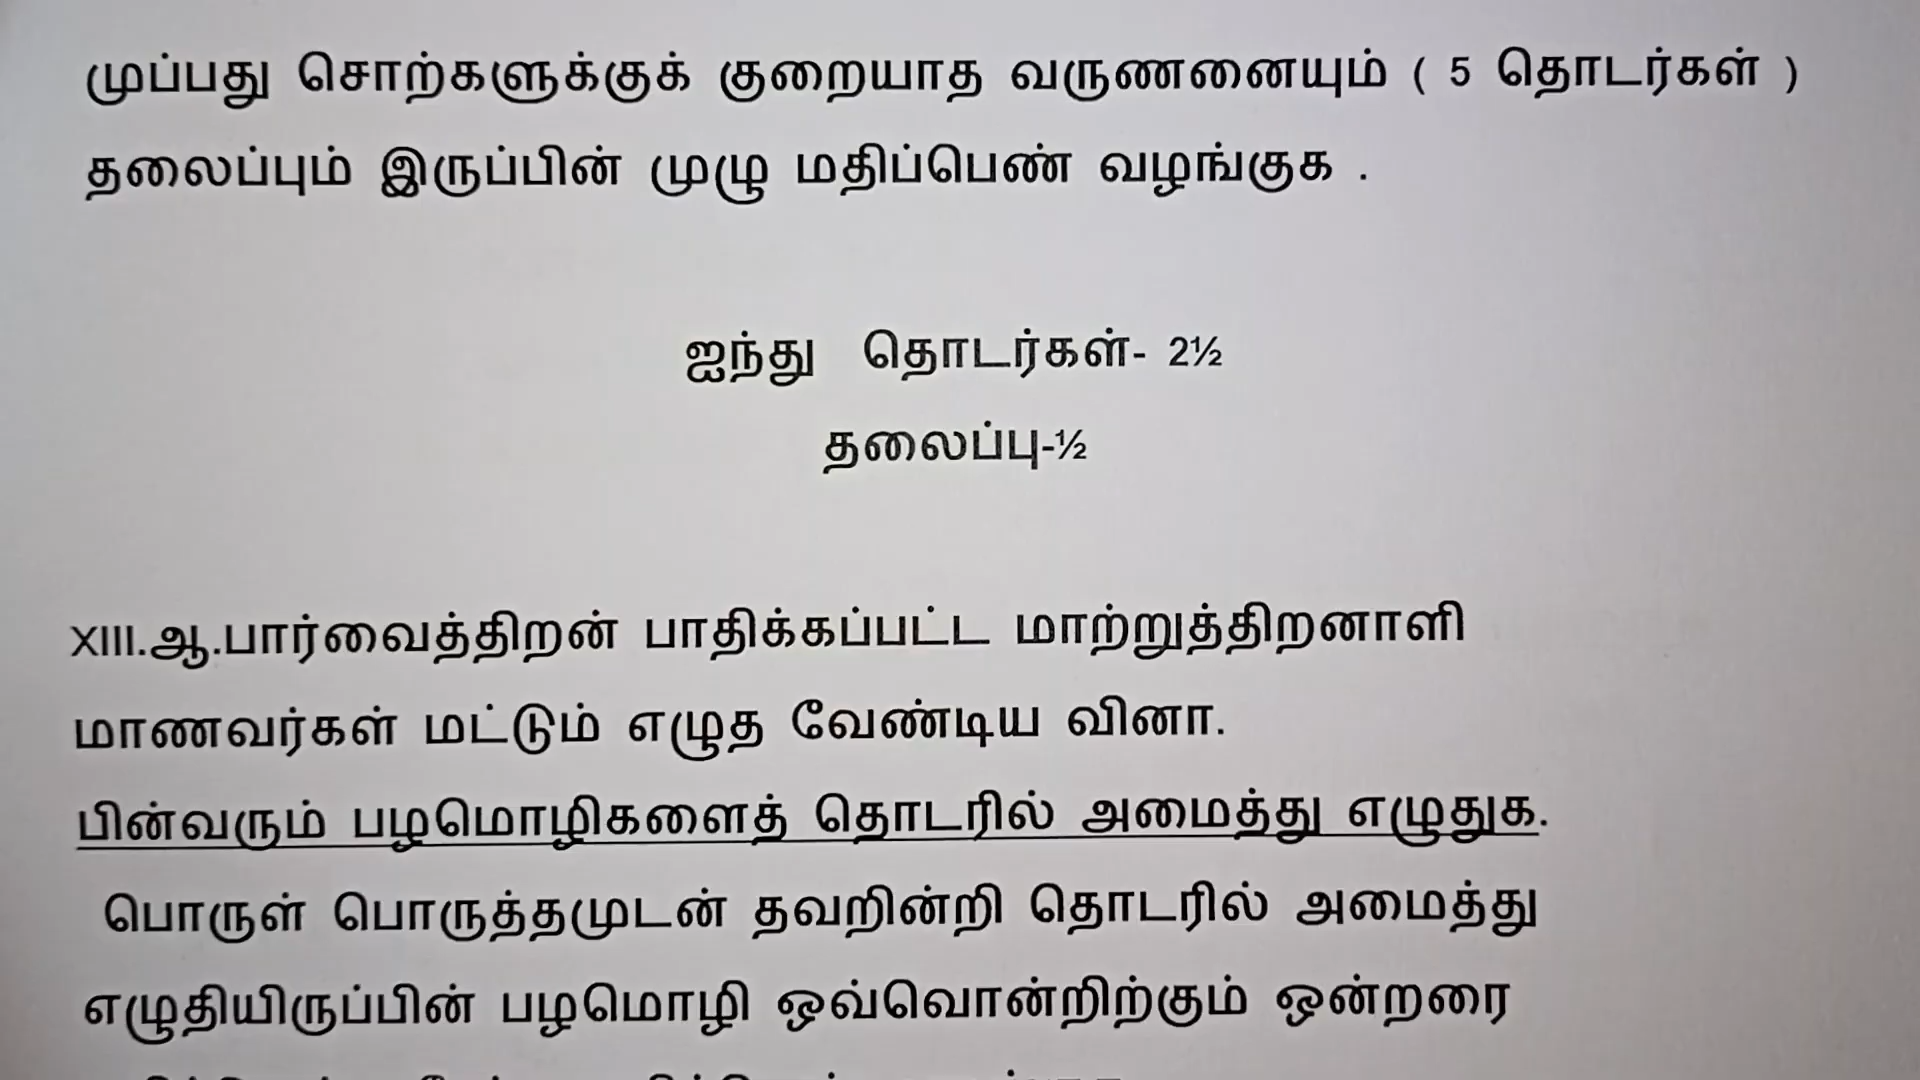 முப்பது சொற்களுக்குக் குறையாத வருணனையும் ( 5 தொடர்கள் )
தலைப்பும் இருப்பின் முழு மதிப்பெண் வழங்குக .
ஐந்து தொடர்கள்- 2½
தலைப்பு-½
XIII.ஆ.பார்வைத்திறன் பாதிக்கப்பட்ட மாற்றுத்திறனாளி
மாணவர்கள் மட்டும் எழுத வேண்டிய வினா.
பின்வரும் பழமொழிகளைத் தொடரில் அமைத்து எழுதுக.
பொருள் பொருத்தமுடன் தவறின்றி தொடரில் அமைத்து
எழுதியிருப்பின் பழமொழி ஒவ்வொன்றிற்கும் ஒன்றரை